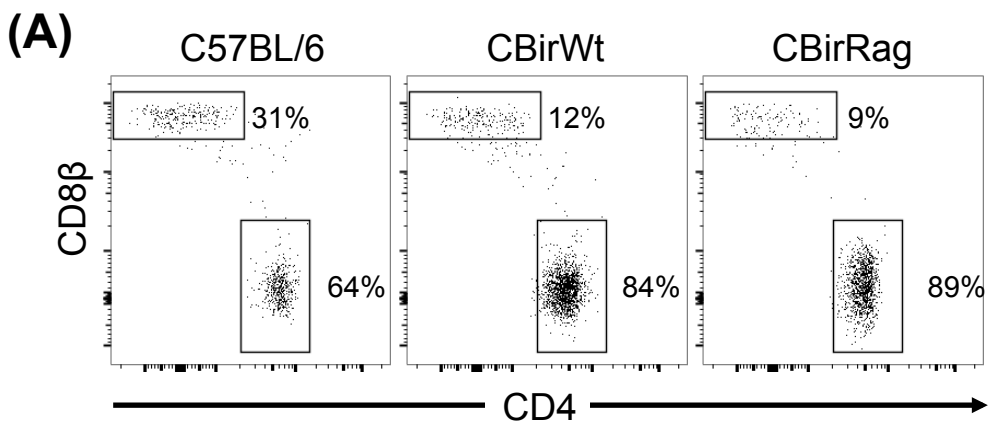 (A)
C57BL/6 CBirWt CBirRag
31% 12% 9%
CD8β
64% 84% 89%
CD4